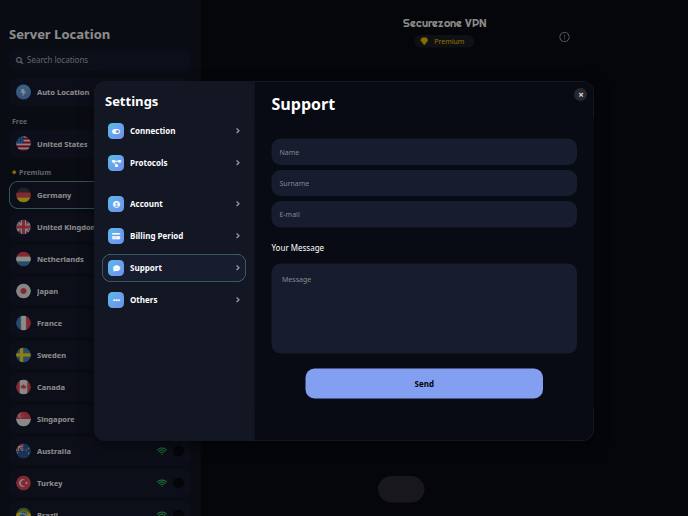 Securezone VPN
Premium
Server Location
Search locations
Auto Location
Free
United States
Premium
Germany
United Kingdom
Netherlands
Japan
France
Sweden
Canada
Singapore
Australia
Turkey
Brazil
Settings
Connection
Protocols
Account
Billing Period
Support
Others
Support
Name
Surname
E-mail
Your Message
Message
Send